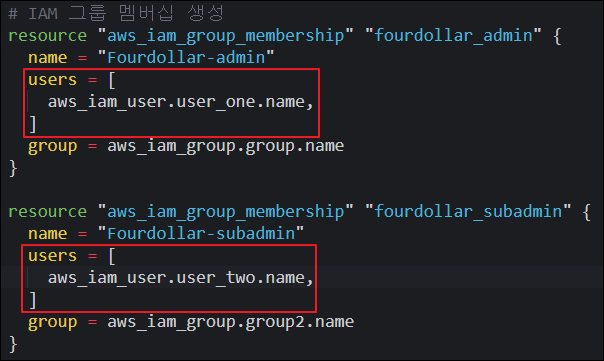 # IAM 그룹 멤버십 생성
resource "aws_iam_group_membership" "fourdollar_admin" {
  name = "Fourdollar-admin"
  users = [
    aws_iam_user.user_one.name,
  ]
  group = aws_iam_group.group.name
}

resource "aws_iam_group_membership" "fourdollar_subadmin" {
  name = "Fourdollar-subadmin"
  users = [
    aws_iam_user.user_two.name,
  ]
  group = aws_iam_group.group2.name
}